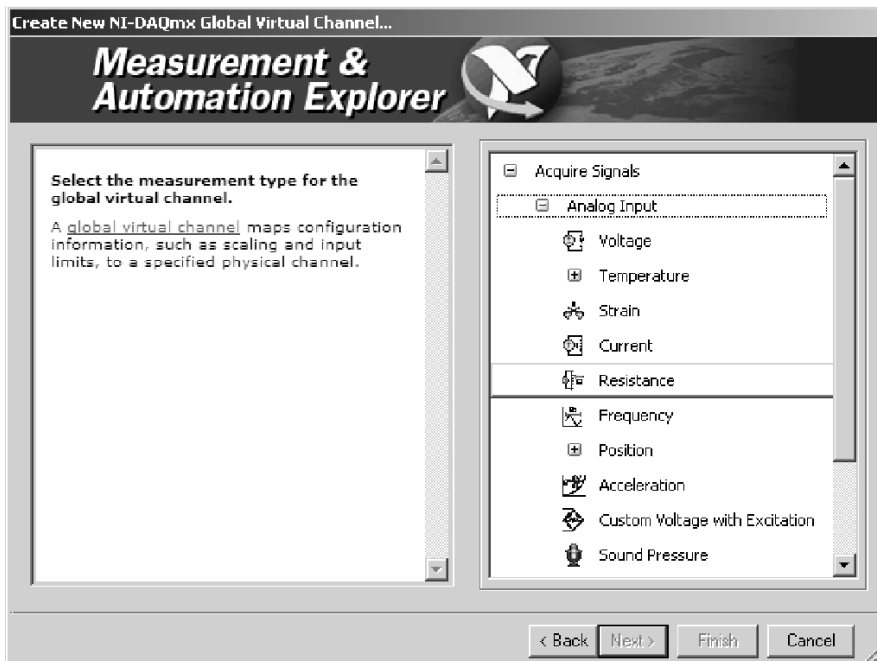 Create New NI-DAQmx Global Virtual Channel...
Measurement &
Automation Explorer
Select the measurement type for the
global virtual channel.
A global virtual channel maps configuration
information, such as scaling and input
limits, to a specified physical channel.
Acquire Signals
Analog Input
Voltage
Temperature
Strain
Current
Resistance
Frequency
Position
Acceleration
Custom Voltage with Excitation
Sound Pressure
< Back
Next >
Finish
Cancel